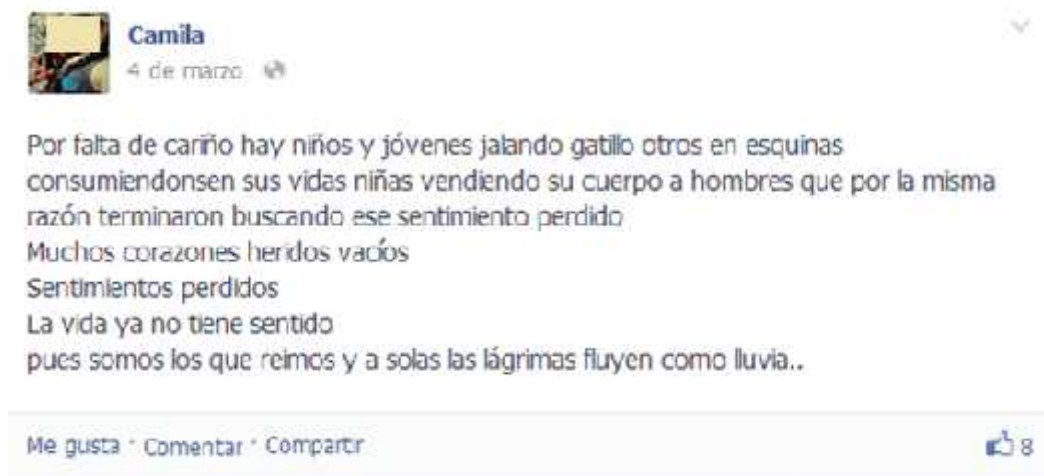 Camila
4 de marzo
Por falta de cariño hay niños y jóvenes jalando gatillo otros en esquinas
consumiendonsen sus vidas niñas vendiendo su cuerpo a hombres que por la misma
razón terminaron buscando ese sentimiento perdido
Muchos corazones heridos vacíos
Sentimientos perdidos
La vida ya no tiene sentido
pues somos los que reimos y a solas las lágrimas fluyen como lluvia..
Me gusta · Comentar · Compartir
8